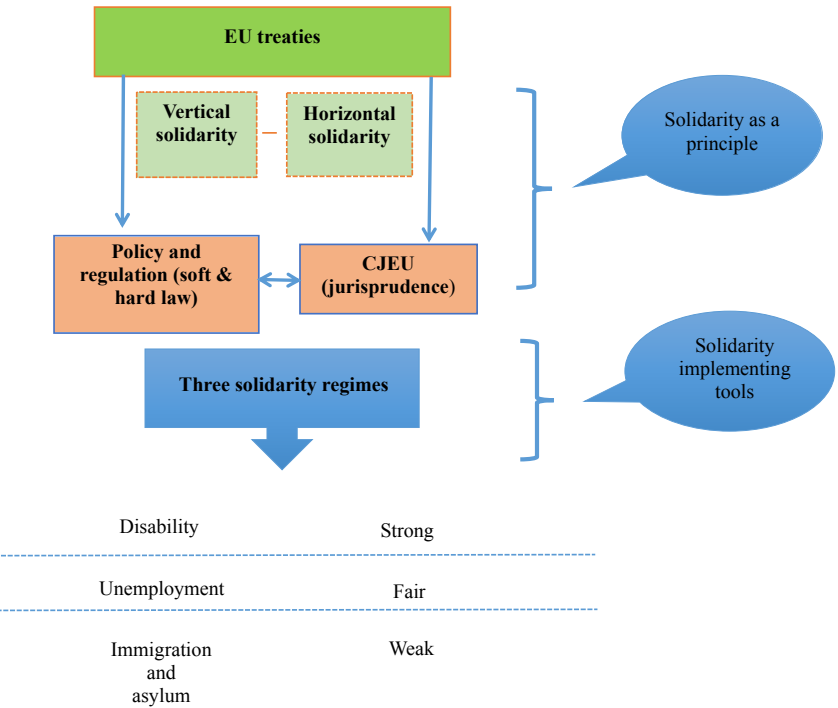 EU treaties
Vertical
solidarity
Horizontal
solidarity
Solidarity as a
principle
Policy and
regulation (soft &
hard law)
CJEU
(jurisprudence)
Three solidarity regimes
Solidarity
implementing
tools
Disability
Strong
Unemployment
Fair
Immigration
and
asylum
Weak